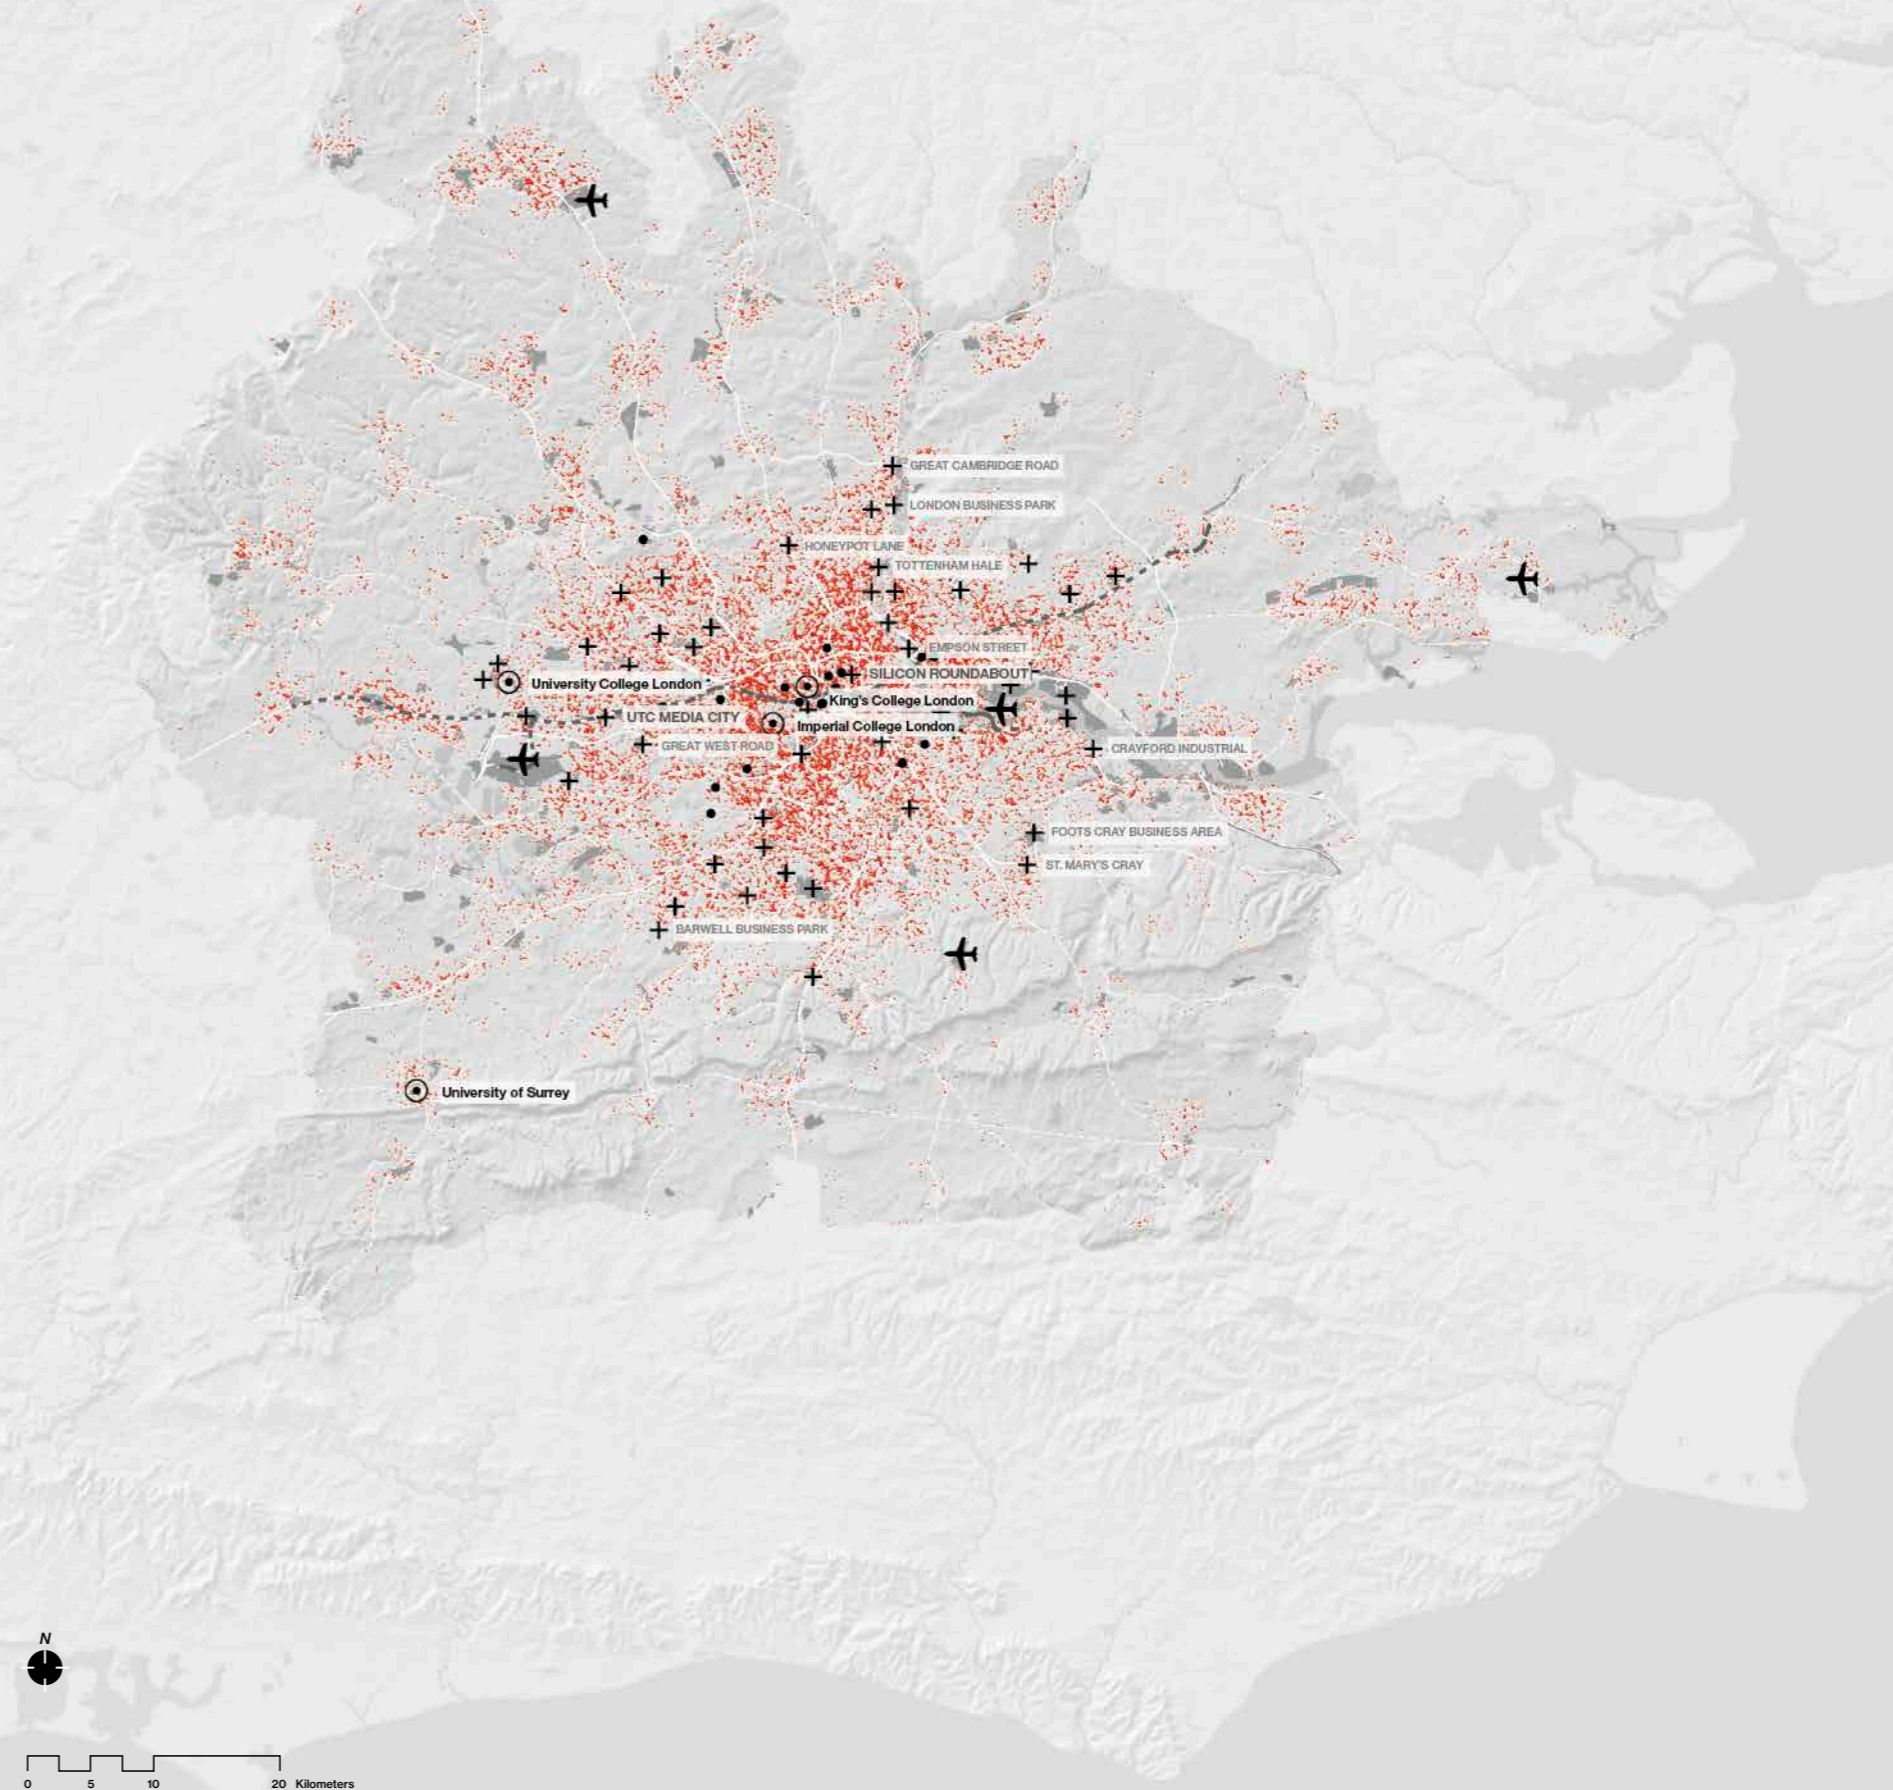 GREAT CAMBRIDGE ROAD
LONDON BUSINESS PARK
HONEYPOT LANE
TOTTENHAM HALE
EMPSON STREET
SILICON ROUNDABOUT
University College London
King's College London
UTC MEDIA CITY
Imperial College London
GREAT WEST ROAD
CRAYFORD INDUSTRIAL
FOOTS CRAY BUSINESS AREA
ST. MARY'S CRAY
BARWELL BUSINESS PARK
University of Surrey
N
0 5 10 20 Kilometers